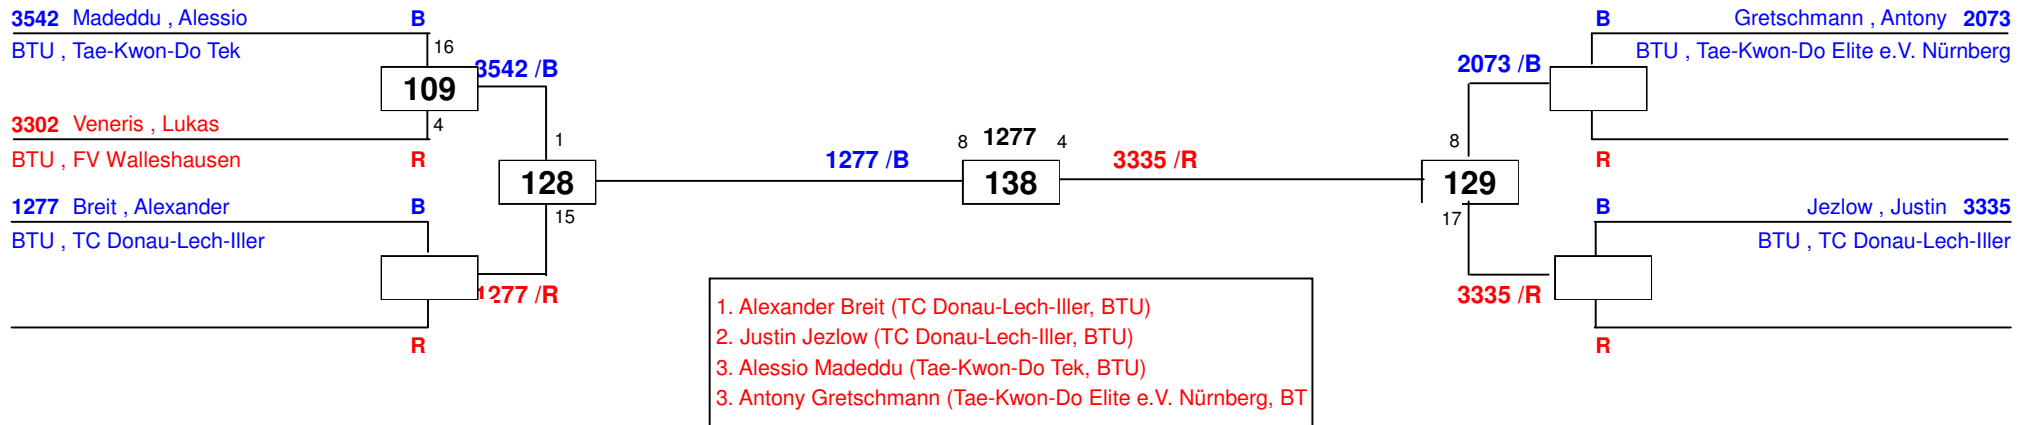 3542 Madeddu , Alessio B
BTU , Tae-Kwon-Do Tek
16
109
3542 /B
3302 Veneris , Lukas
4
BTU , FV Walleshausen R
1
128
15
1277 Breit , Alexander B
BTU , TC Donau-Lech-Iller
1277 /R
R
1277 /B
8 1277 4
138
3335 /R
B Gretschmann , Antony 2073
BTU , Tae-Kwon-Do Elite e.V. Nürnberg
2073 /B
R
8
129
17
B Jezlow , Justin 3335
BTU , TC Donau-Lech-Iller
3335 /R
R
1. Alexander Breit (TC Donau-Lech-Iller, BTU)
2. Justin Jezlow (TC Donau-Lech-Iller, BTU)
3. Alessio Madeddu (Tae-Kwon-Do Tek, BTU)
3. Antony Gretschmann (Tae-Kwon-Do Elite e.V. Nürnberg, BT